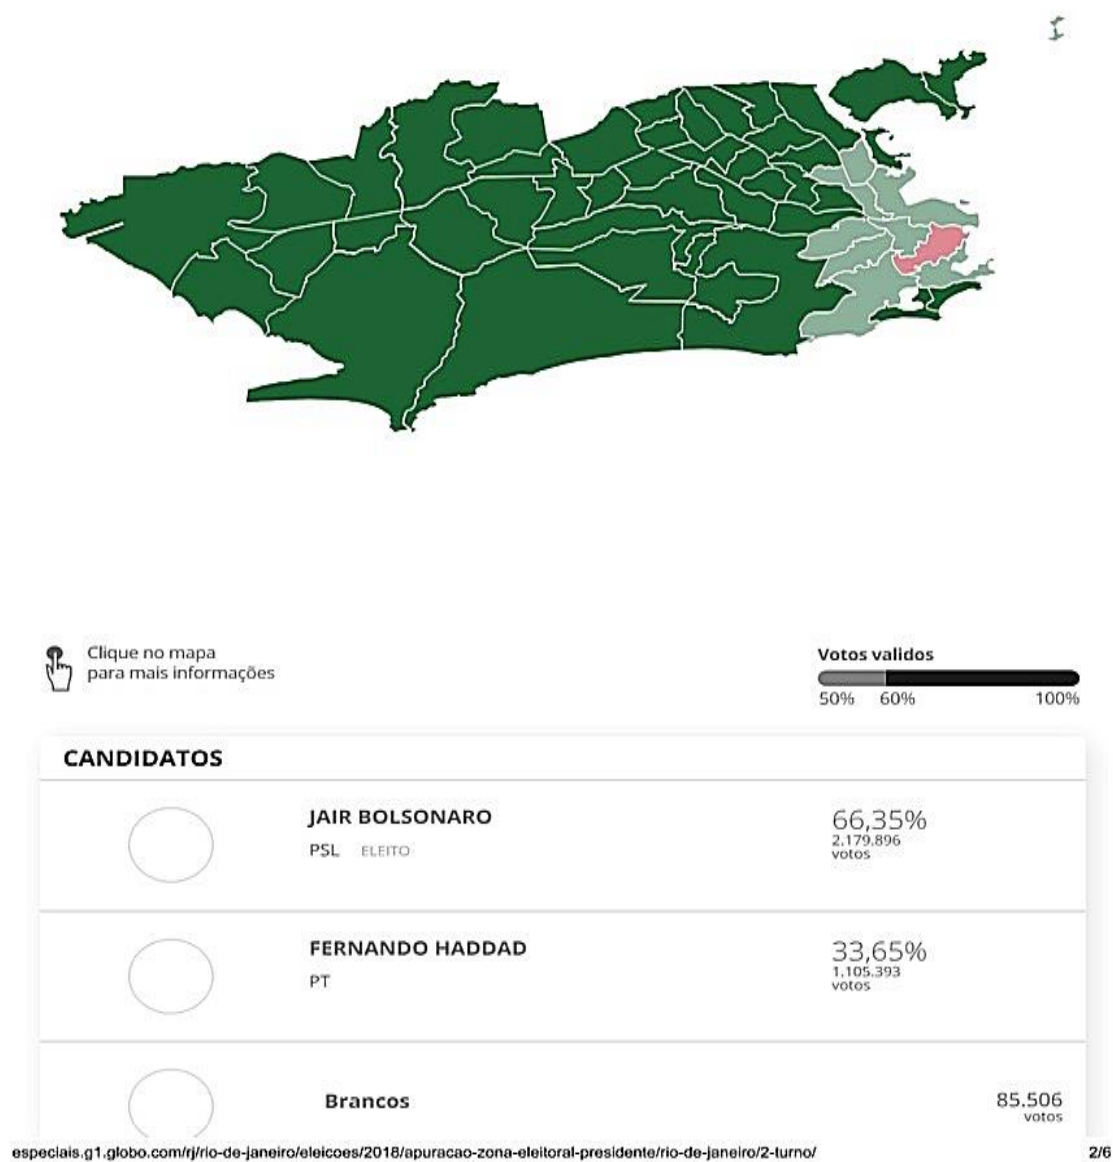 Clique no mapa
para mais informações
Votos validos
50% 60% 100%
CANDIDATOS
JAIR BOLSONARO
PSL ELEITO
66,35%
2.179.896
votos
FERNANDO HADDAD
PT
33,65%
1.105.393
votos
Brancos
85.506
votos
especiais.g1.globo.com/rj/rio-de-janeiro/eleicoes/2018/apuracao-zona-eleitoral-presidente/rio-de-janeiro/2-turno/ 2/6